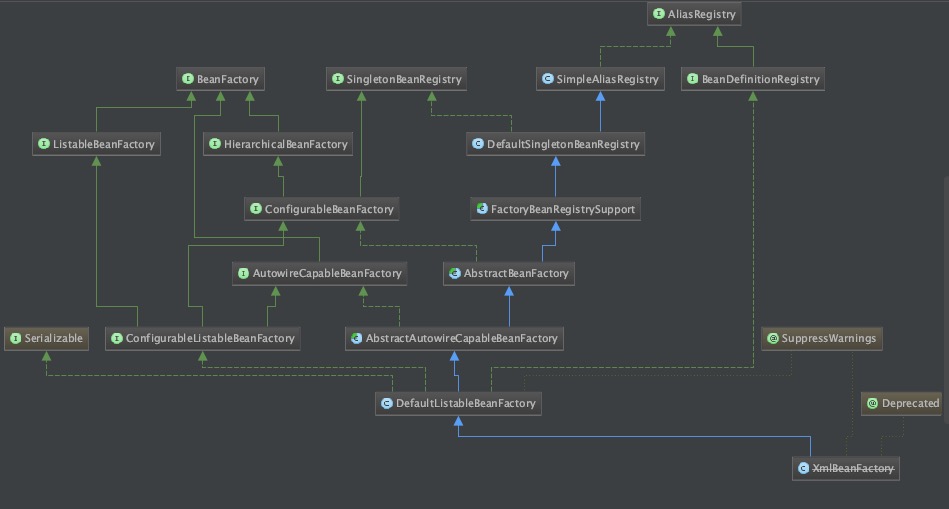 AliasRegistry
BeanFactory
SingletonBeanRegistry
SimpleAliasRegistry
BeanDefinitionRegistry
ListableBeanFactory
HierarchicalBeanFactory
DefaultSingletonBeanRegistry
ConfigurableBeanFactory
FactoryBeanRegistrySupport
AutowireCapableBeanFactory
AbstractBeanFactory
Serializable
ConfigurableListableBeanFactory
AbstractAutowireCapableBeanFactory
SuppressWarnings
DefaultListableBeanFactory
Deprecated
XmlBeanFactory